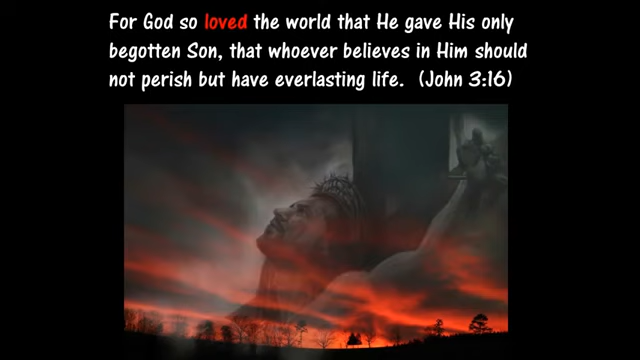 For God so loved the world that He gave His only
begotten Son, that whoever believes in Him should
not perish but have everlasting life. (John 3:16)